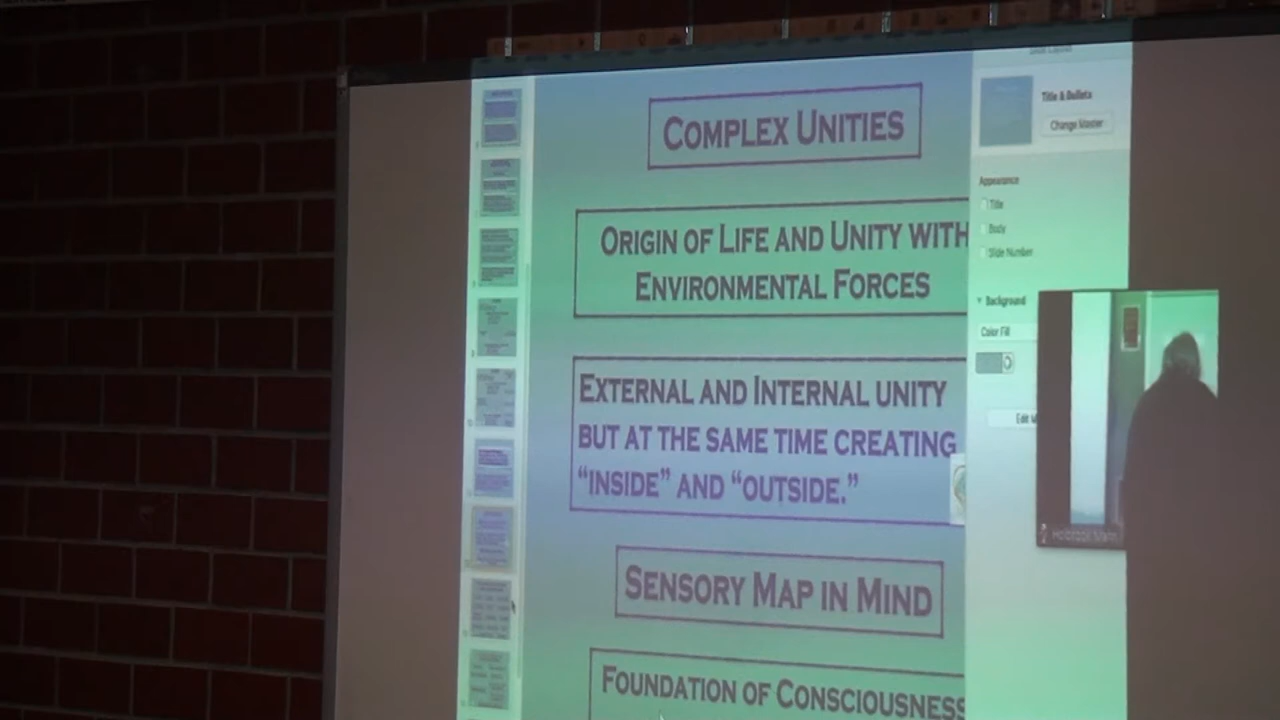 COMPLEX UNITIES
ORIGIN OF LIFE AND UNITY WITH
ENVIRONMENTAL FORCES
EXTERNAL AND INTERNAL UNITY
BUT AT THE SAME TIME CREATING
“INSIDE” AND “OUTSIDE.”
SENSORY MAP IN MIND
FOUNDATION OF CONSCIOUSNESS
Title & Bullets
Change Master
Appearance
Title
Body
Slide Number
Background
Color Fill
Edit